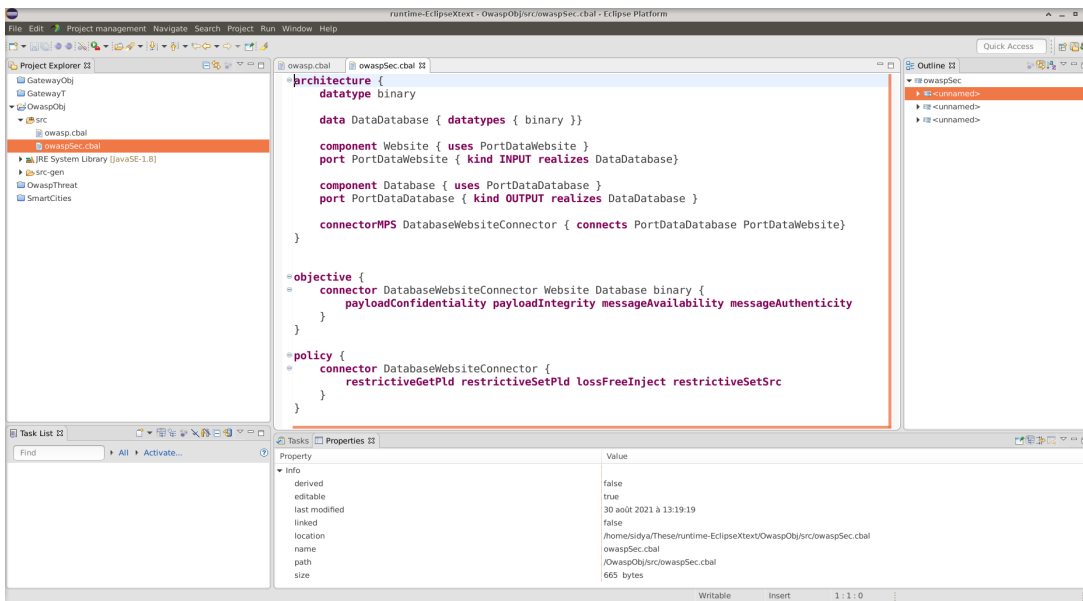 runtime-EclipseXtext - OwaspObj/src/owaspSec.cbal - Eclipse Platform
File Edit Project management Navigate Search Project Run Window Help
Quick Access
Project Explorer
GatewayObj
GatewayT
OwaspObj
src
owasp.cbal
owaspSec.cbal
JRE System Library [JavaSE-1.8]
src-gen
OwaspThreat
SmartCities
owasp.cbal owaspSec.cbal
architecture {
datatype binary
data DataDatabase { datatypes { binary }}
component Website { uses PortDataWebsite }
port PortDataWebsite { kind INPUT realizes DataDatabase}
component Database { uses PortDataDatabase }
port PortDataDatabase { kind OUTPUT realizes DataDatabase }
connectorMPS DatabaseWebsiteConnector { connects PortDataDatabase PortDataWebsite}
}
objective {
connector DatabaseWebsiteConnector Website Database binary {
payloadConfidentiality payloadIntegrity messageAvailability messageAuthenticity
}
}
policy {
connector DatabaseWebsiteConnector {
restrictiveGetPld restrictiveSetPld lossFreeInject restrictiveSetSrc
}
}
Outline
owaspSec
<unnamed>
<unnamed>
<unnamed>
Task List
Find All Activate...
Tasks Properties
Property Value
Info
derived false
editable true
last modified 30 août 2021 à 13:19:19
linked false
location /home/sidya/These/runtime-EclipseXtext/OwaspObj/src/owaspSec.cbal
name owaspSec.cbal
path /OwaspObj/src/owaspSec.cbal
size 665 bytes
Writable Insert 1:1:0